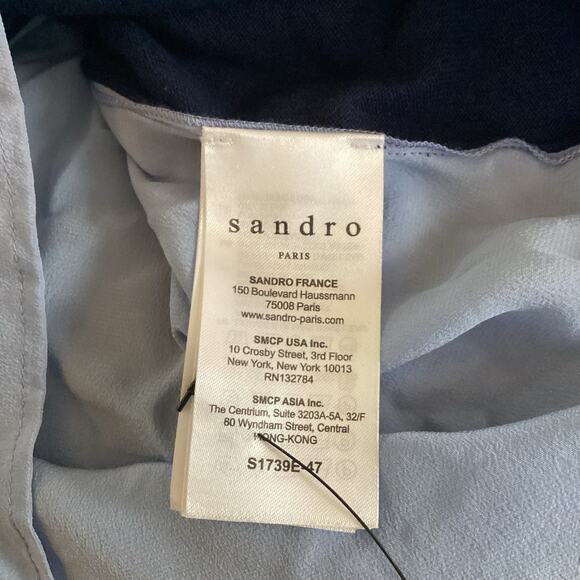 sandro
PARIS
SANDRO FRANCE
150 Boulevard Haussmann
75008 Paris
www.sandro-paris.com
SMCP USA Inc.
10 Crosby Street, 3rd Floor
New York, New York 10013
RN132784
SMCP ASIA Inc.
The Centrium, Suite 3203A-5A, 32/F
60 Wyndham Street, Central
HONG-KONG
S1739E-47